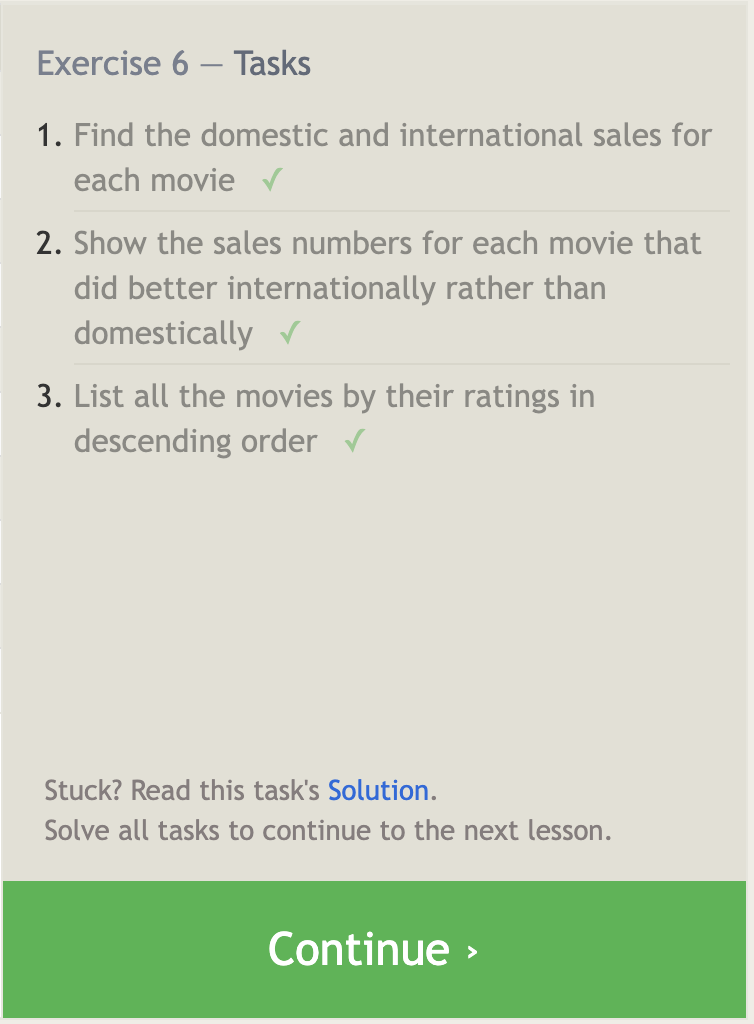 Exercise 6 — Tasks
1. Find the domestic and international sales for
each movie ✓
2. Show the sales numbers for each movie that
did better internationally rather than
domestically ✓
3. List all the movies by their ratings in
descending order ✓
Stuck? Read this task's Solution.
Solve all tasks to continue to the next lesson.
Continue ›